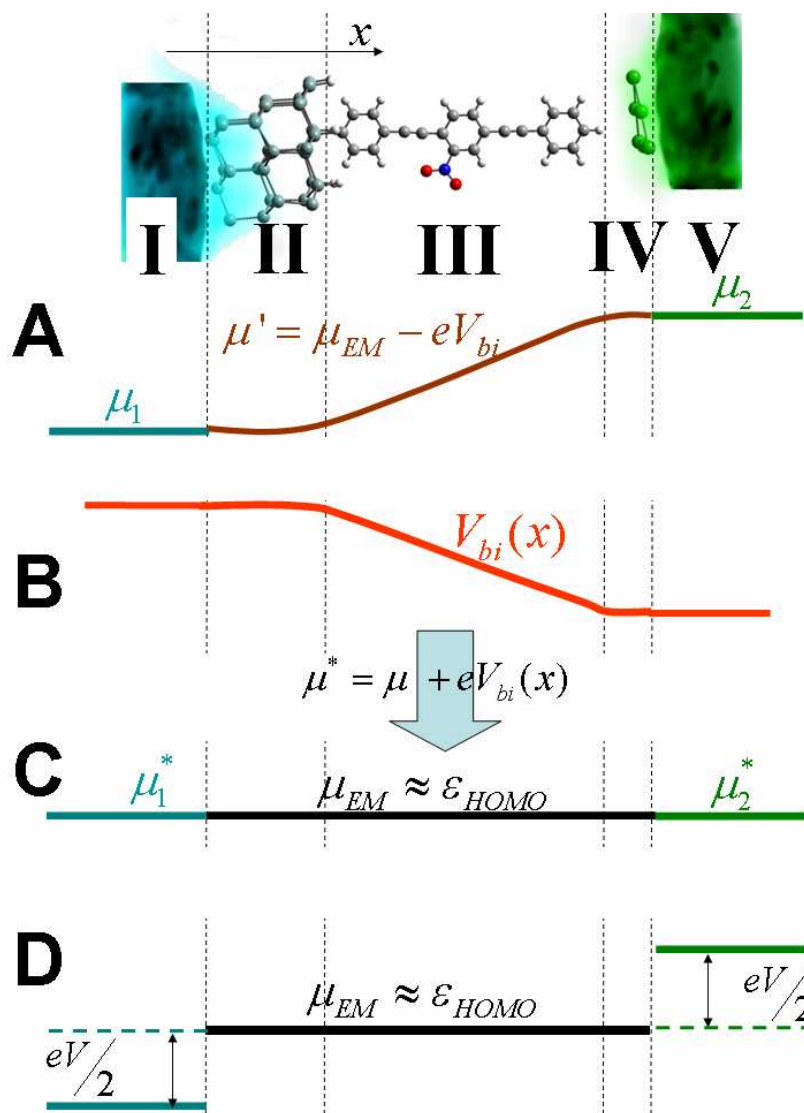 x
I II III IV V
A
μ' = μ_EM − eV_bi
μ_2
μ_1
B
V_bi(x)
μ* = μ + eV_bi(x)
C
μ_1*
μ_EM ≈ ε_HOMO
μ_2*
D
μ_EM ≈ ε_HOMO
eV/2
eV/2